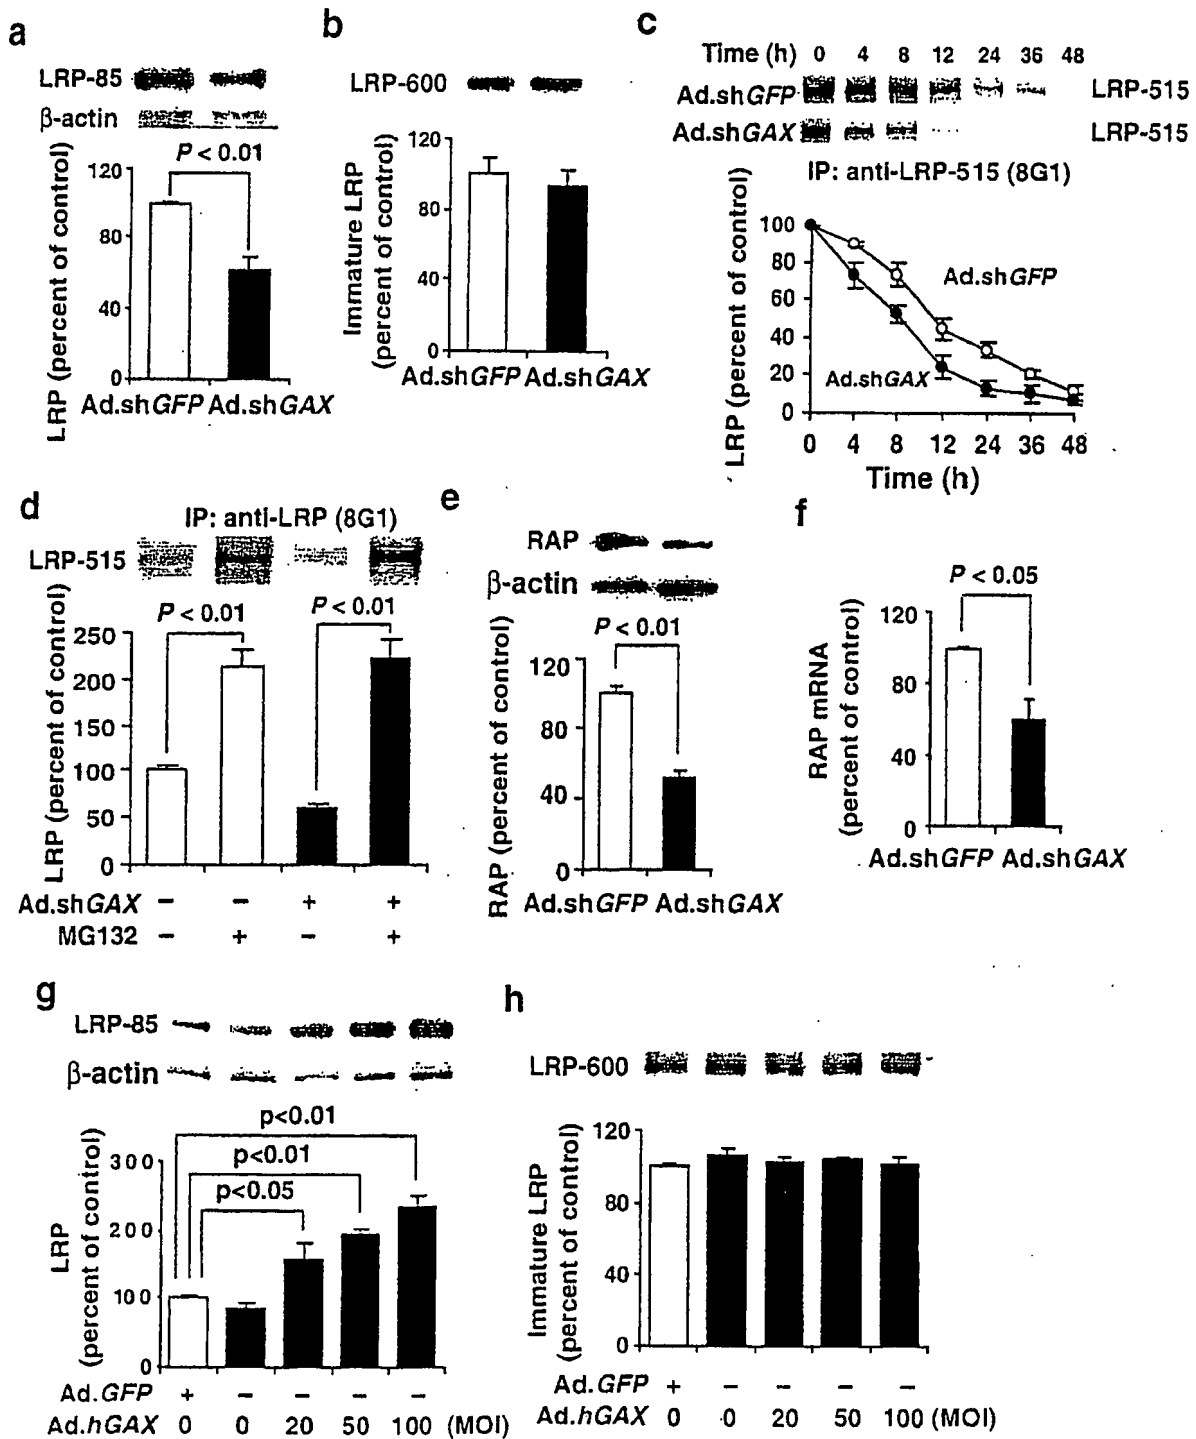 a
LRP-85
β-actin
P < 0.01
120
80
40
0
LRP (percent of control)
Ad.shGFP Ad.shGAX
b
LRP-600
120
80
40
0
Immature LRP
(percent of control)
Ad.shGFP Ad.shGAX
c
Time (h) 0 4 8 12 24 36 48
Ad.shGFP LRP-515
Ad.shGAX LRP-515
IP: anti-LRP-515 (8G1)
100
80
60
40
20
0
LRP (percent of control)
Ad.shGFP
Ad.shGAX
0 4 8 12 24 36 48
Time (h)
d
IP: anti-LRP (8G1)
LRP-515
P < 0.01 P < 0.01
250
200
150
100
50
0
LRP (percent of control)
Ad.shGAX − − + +
MG132 − + − +
e
RAP
β-actin
P < 0.01
120
80
40
0
RAP (percent of control)
Ad.shGFP Ad.shGAX
f
P < 0.05
120
80
40
0
RAP mRNA
(percent of control)
Ad.shGFP Ad.shGAX
g
LRP-85
β-actin
p<0.01
p<0.01
p<0.05
300
200
100
0
LRP
(percent of control)
Ad.GFP + − − − −
Ad.hGAX 0 0 20 50 100 (MOI)
h
LRP-600
120
80
40
0
Immature LRP
(percent of control)
Ad.GFP + − − − −
Ad.hGAX 0 0 20 50 100 (MOI)